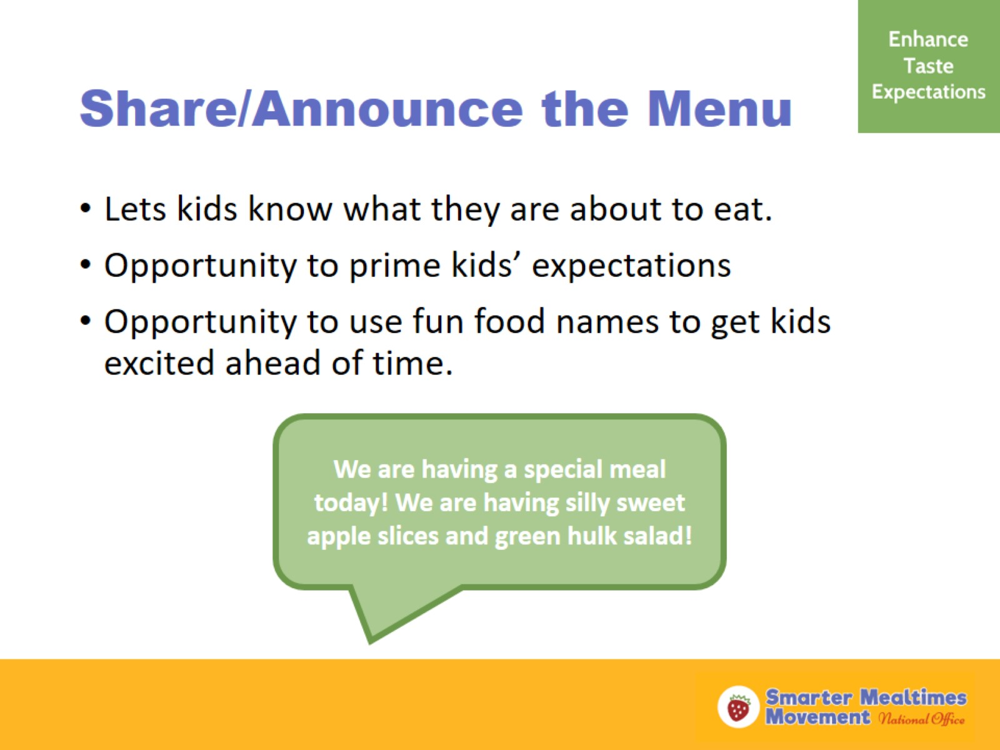 Enhance
Taste
Expectations
Share/Announce the Menu
• Lets kids know what they are about to eat.
• Opportunity to prime kids’ expectations
• Opportunity to use fun food names to get kids
excited ahead of time.
We are having a special meal
today! We are having silly sweet
apple slices and green hulk salad!
Smarter Mealtimes
Movement National Office